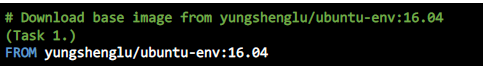 # Download base image from yungshenglu/ubuntu-env:16.04
(Task 1.)
FROM yungshenglu/ubuntu-env:16.04